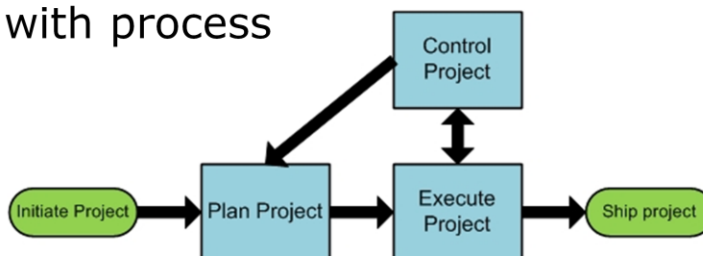 with process
Control
Project
Initiate Project
Plan Project
Execute
Project
Ship project